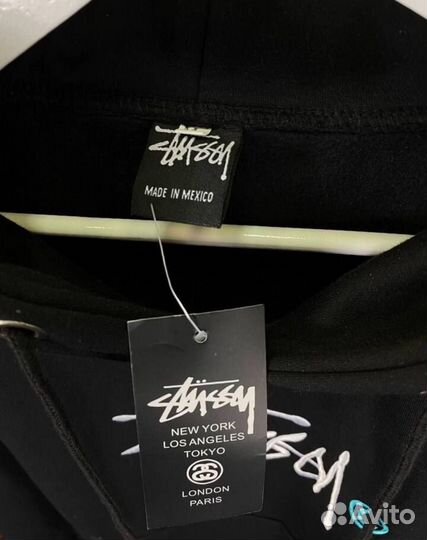 Stüssy
MADE IN MEXICO
Stüssy
NEW YORK
LOS ANGELES
TOKYO
LONDON
PARIS
Avito